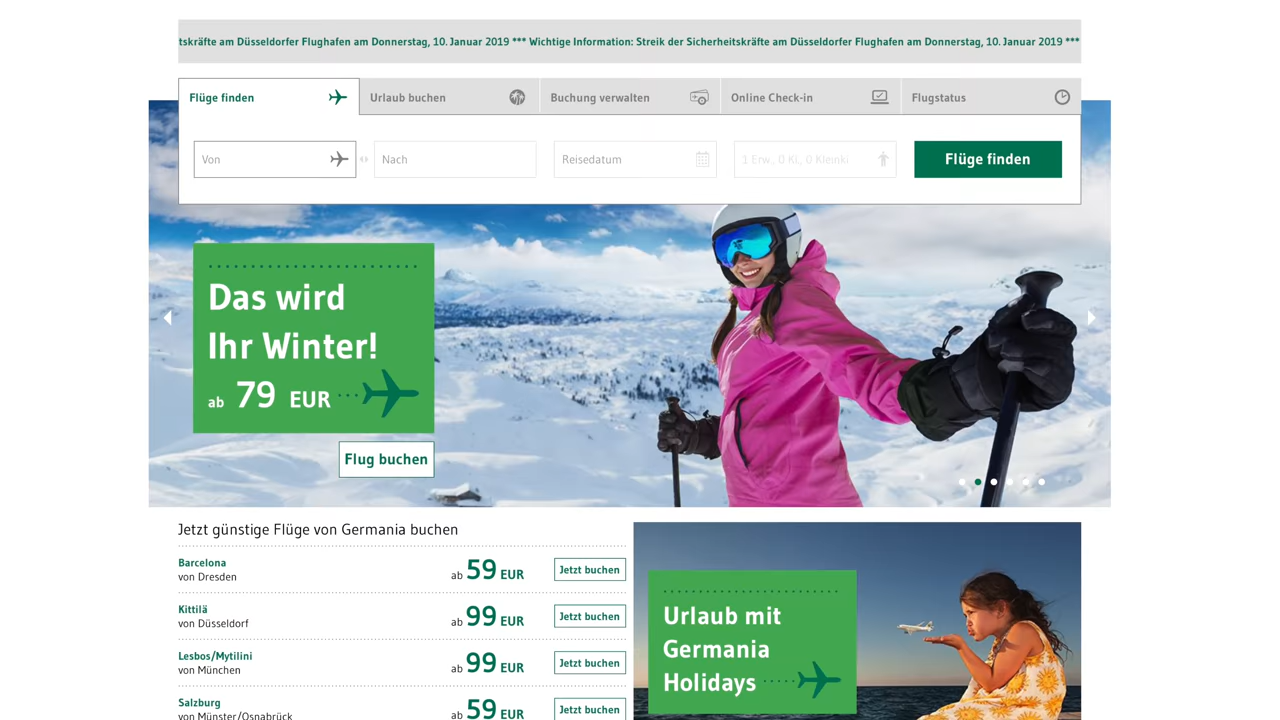 tskräfte am Düsseldorfer Flughafen am Donnerstag, 10. Januar 2019 *** Wichtige Information: Streik der Sicherheitskräfte am Düsseldorfer Flughafen am Donnerstag, 10. Januar 2019 ***
Flüge finden
Urlaub buchen
Buchung verwalten
Online Check-in
Flugstatus
Von
Nach
Reisedatum
1 Erw., 0 Ki., 0 Kleinki
Flüge finden
Das wird
Ihr Winter!
ab 79 EUR
Flug buchen
Jetzt günstige Flüge von Germania buchen
Barcelona
von Dresden
ab 59 EUR
Jetzt buchen
Kittilä
von Düsseldorf
ab 99 EUR
Jetzt buchen
Lesbos/Mytilini
von München
ab 99 EUR
Jetzt buchen
Salzburg
von Münster/Osnabrück
ab 59 EUR
Jetzt buchen
Urlaub mit
Germania
Holidays